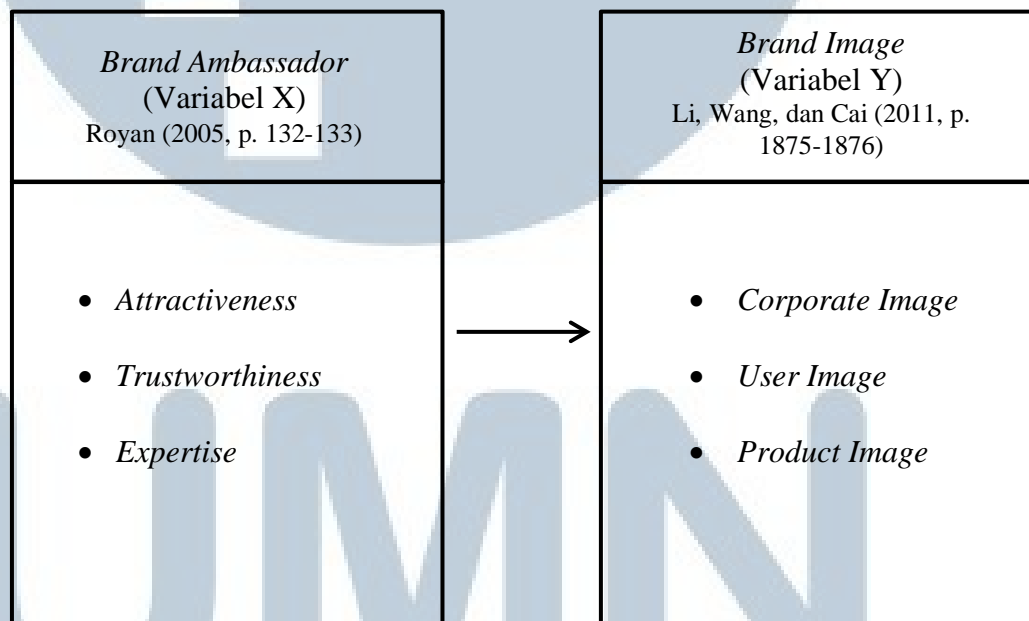 Brand Ambassador
(Variabel X)
Royan (2005, p. 132-133)
• Attractiveness
• Trustworthiness
• Expertise
Brand Image
(Variabel Y)
Li, Wang, dan Cai (2011, p.
1875-1876)
• Corporate Image
• User Image
• Product Image
UMN